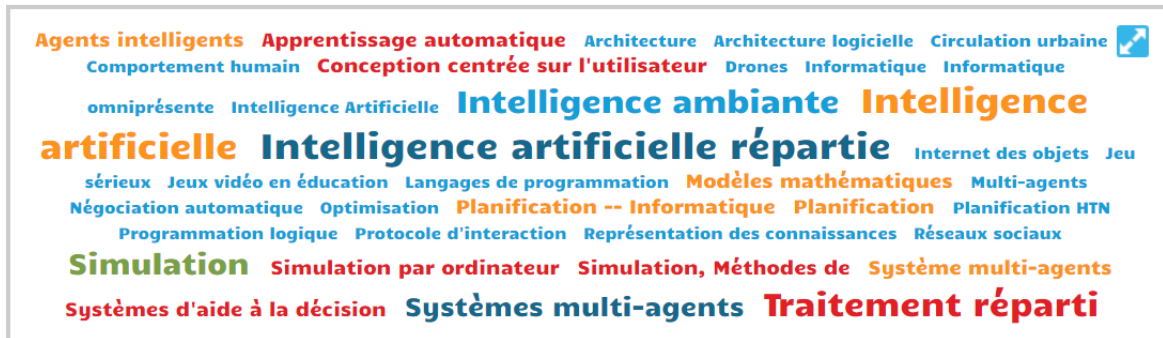 Agents intelligents Apprentissage automatique Architecture Architecture logicielle Circulation urbaine
Comportement humain Conception centrée sur l'utilisateur Drones Informatique Informatique
omniprésente Intelligence Artificielle Intelligence ambiante Intelligence
artificielle Intelligence artificielle répartie Internet des objets Jeu
sérieux Jeux vidéo en éducation Langages de programmation Modèles mathématiques Multi-agents
Négociation automatique Optimisation Planification -- Informatique Planification Planification HTN
Programmation logique Protocole d'interaction Représentation des connaissances Réseaux sociaux
Simulation Simulation par ordinateur Simulation, Méthodes de Système multi-agents
Systèmes d'aide à la décision Systèmes multi-agents Traitement réparti